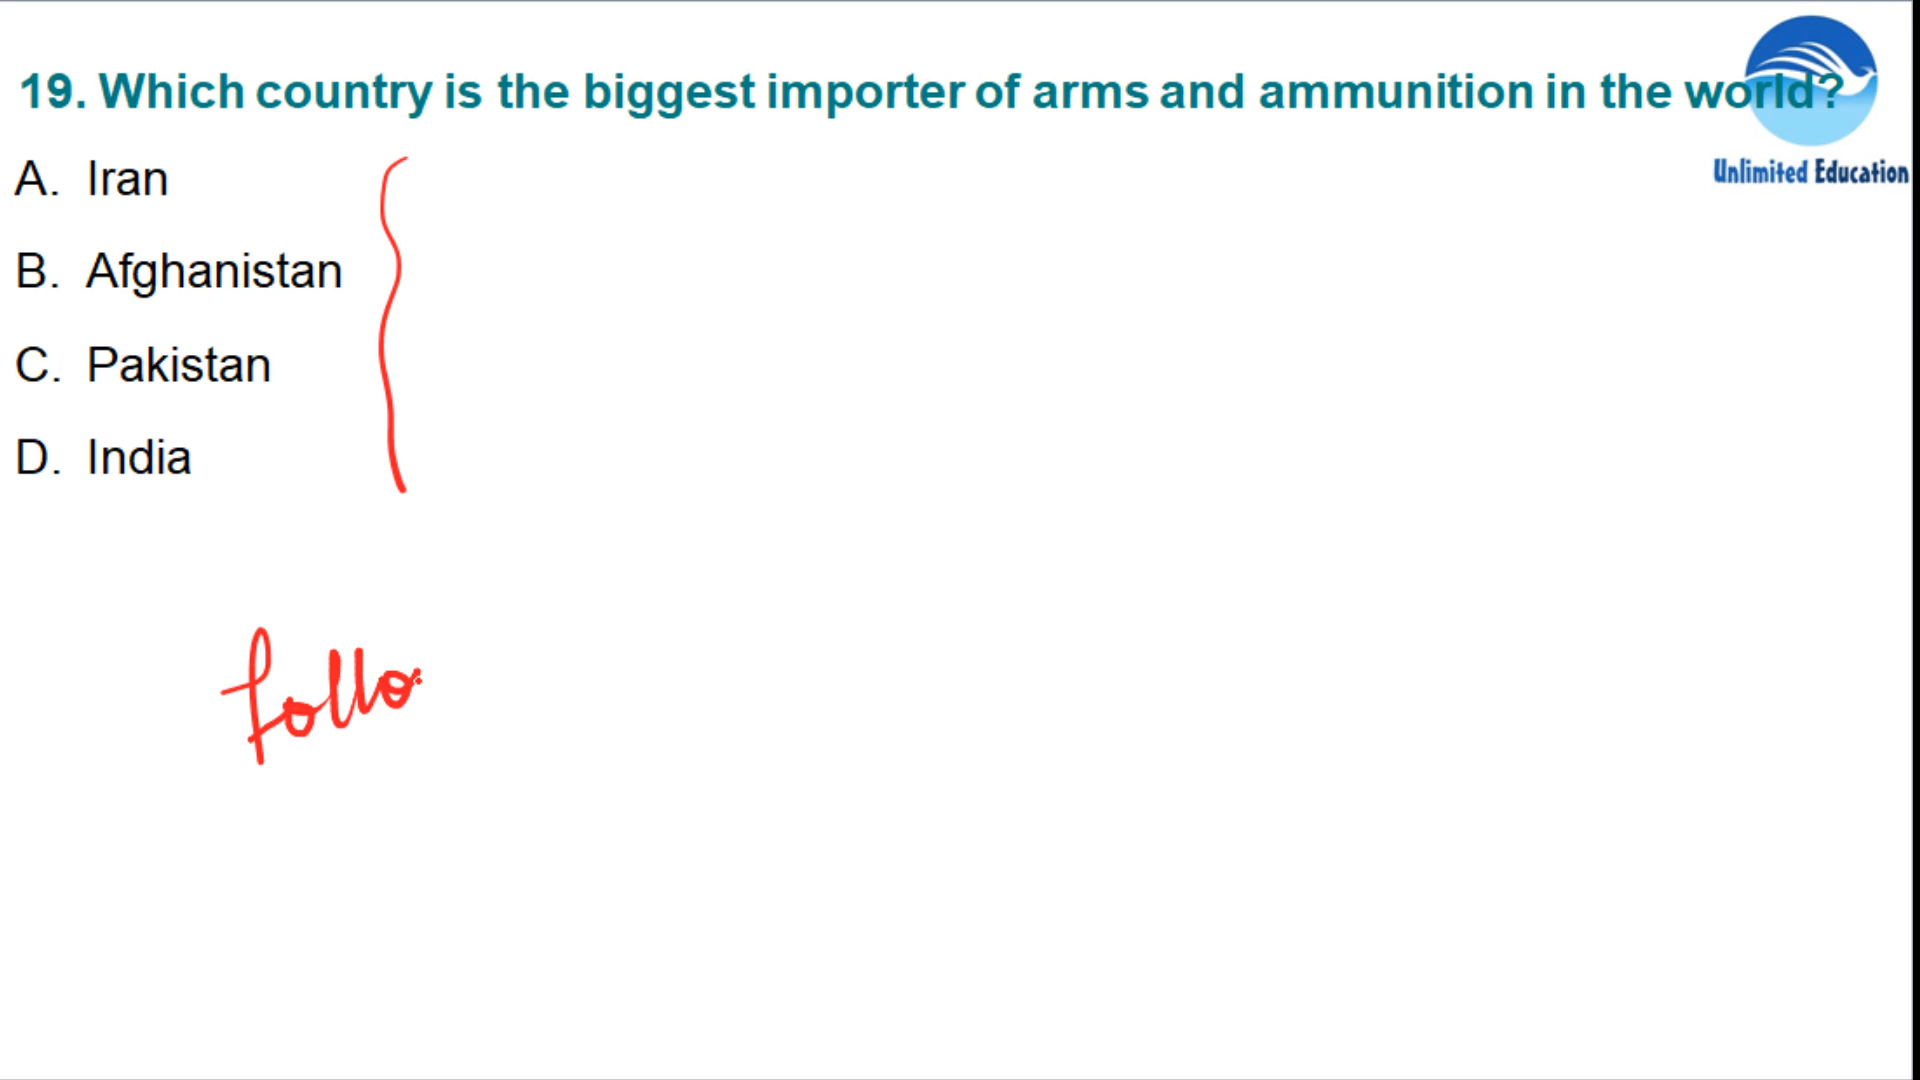 19. Which country is the biggest importer of arms and ammunition in the world?
Unlimited Education
A. Iran
B. Afghanistan
C. Pakistan
D. India
follo